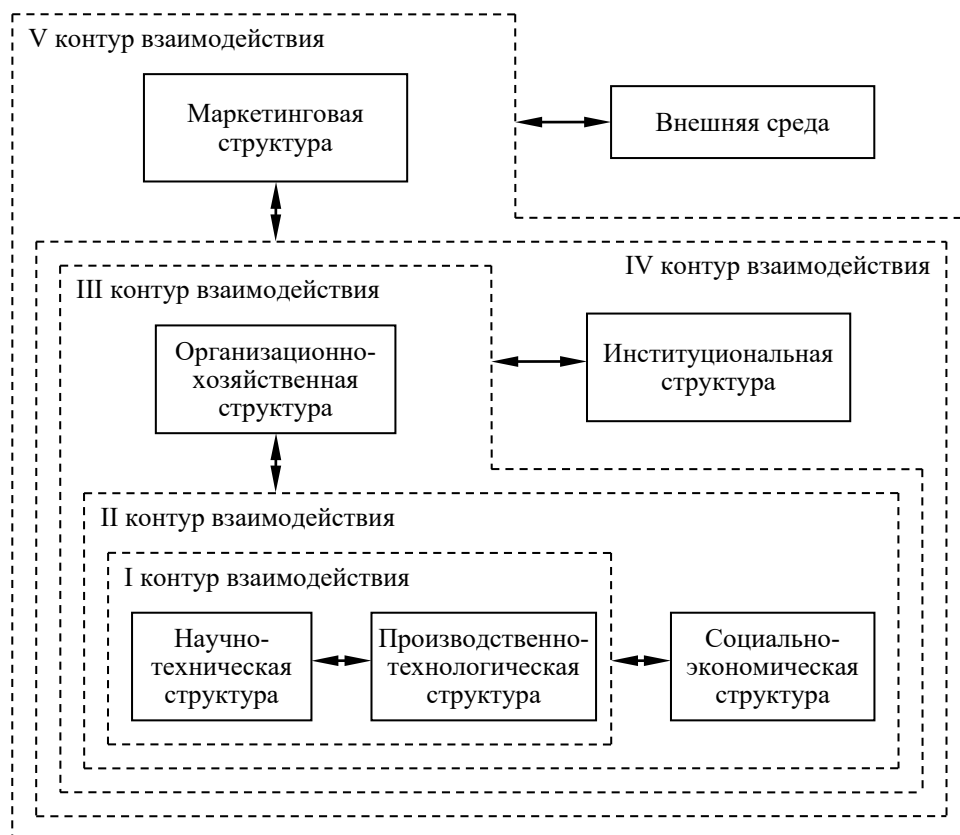 V контур взаимодействия
Маркетинговая
структура
Внешняя среда
IV контур взаимодействия
III контур взаимодействия
Организационно-
хозяйственная
структура
Институциональная
структура
II контур взаимодействия
I контур взаимодействия
Научно-
техническая
структура
Производственно-
технологическая
структура
Социально-
экономическая
структура